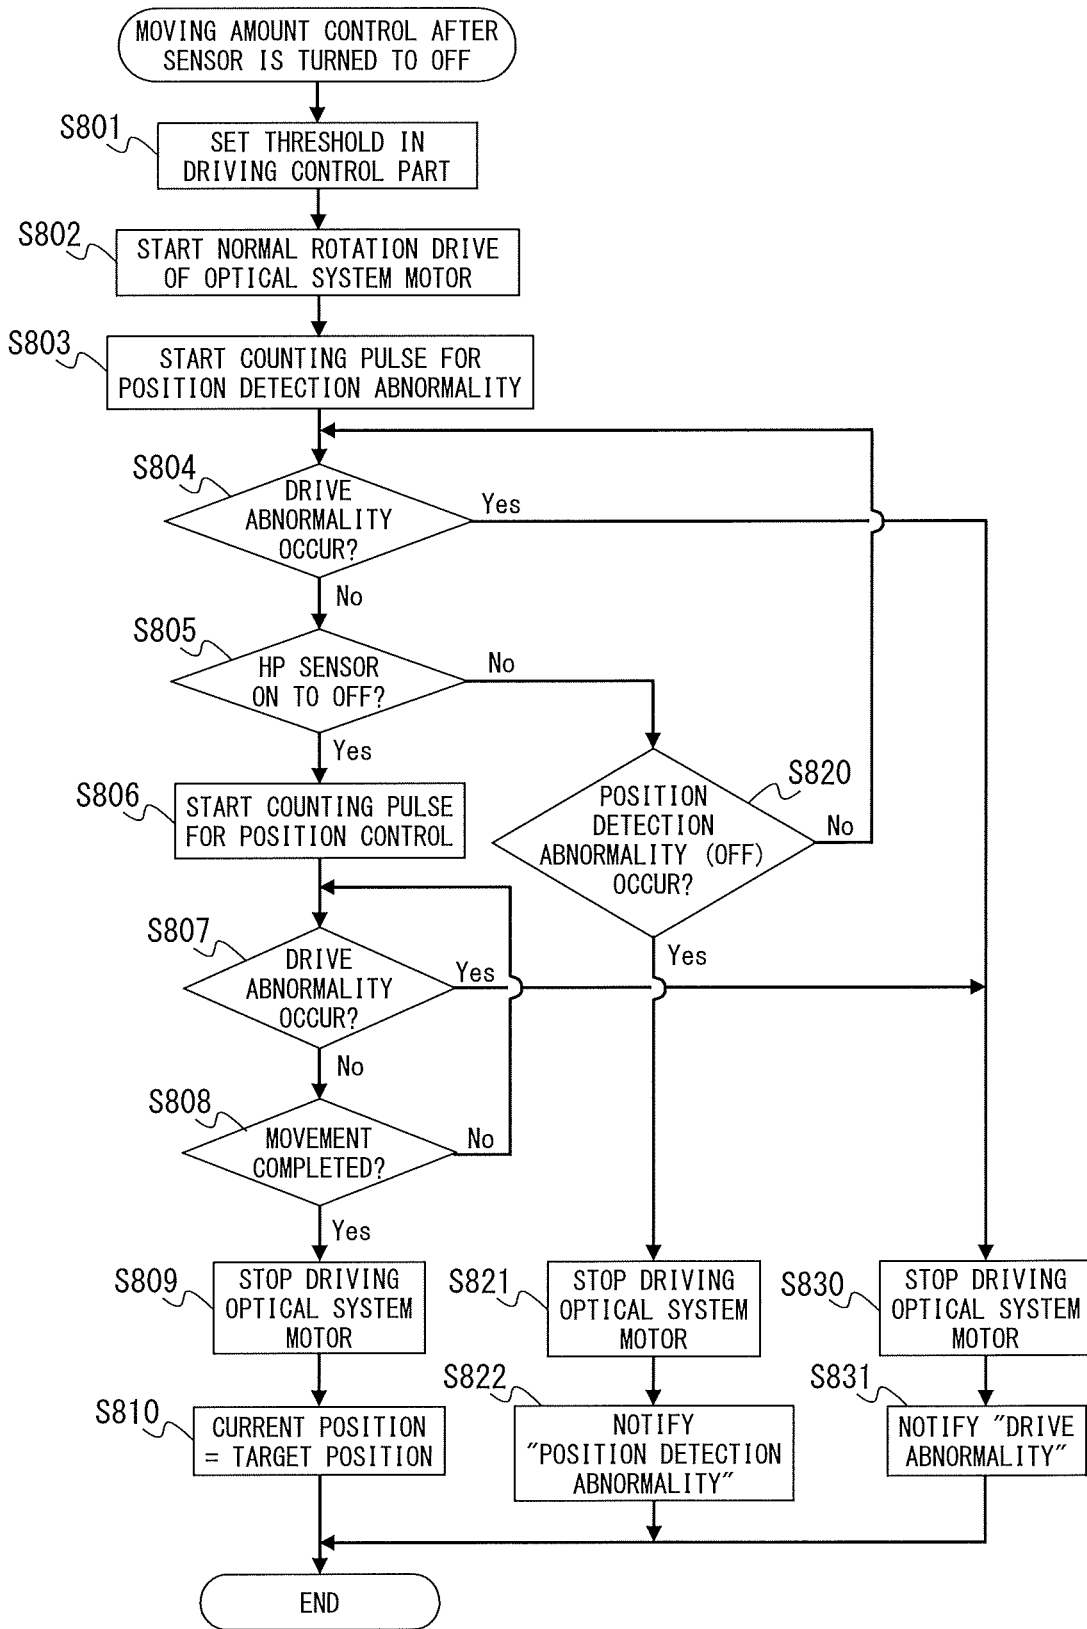 MOVING AMOUNT CONTROL AFTER
SENSOR IS TURNED TO OFF
S801
SET THRESHOLD IN
DRIVING CONTROL PART
S802
START NORMAL ROTATION DRIVE
OF OPTICAL SYSTEM MOTOR
S803
START COUNTING PULSE FOR
POSITION DETECTION ABNORMALITY
S804
DRIVE
ABNORMALITY
OCCUR?
Yes
No
S805
HP SENSOR
ON TO OFF?
No
Yes
S806
START COUNTING PULSE
FOR POSITION CONTROL
S820
POSITION
DETECTION
ABNORMALITY (OFF)
OCCUR?
No
Yes
S807
DRIVE
ABNORMALITY
OCCUR?
Yes
No
S808
MOVEMENT
COMPLETED?
No
Yes
S809
STOP DRIVING
OPTICAL SYSTEM
MOTOR
S821
STOP DRIVING
OPTICAL SYSTEM
MOTOR
S830
STOP DRIVING
OPTICAL SYSTEM
MOTOR
S810
CURRENT POSITION
= TARGET POSITION
S822
NOTIFY
"POSITION DETECTION
ABNORMALITY"
S831
NOTIFY "DRIVE
ABNORMALITY"
END